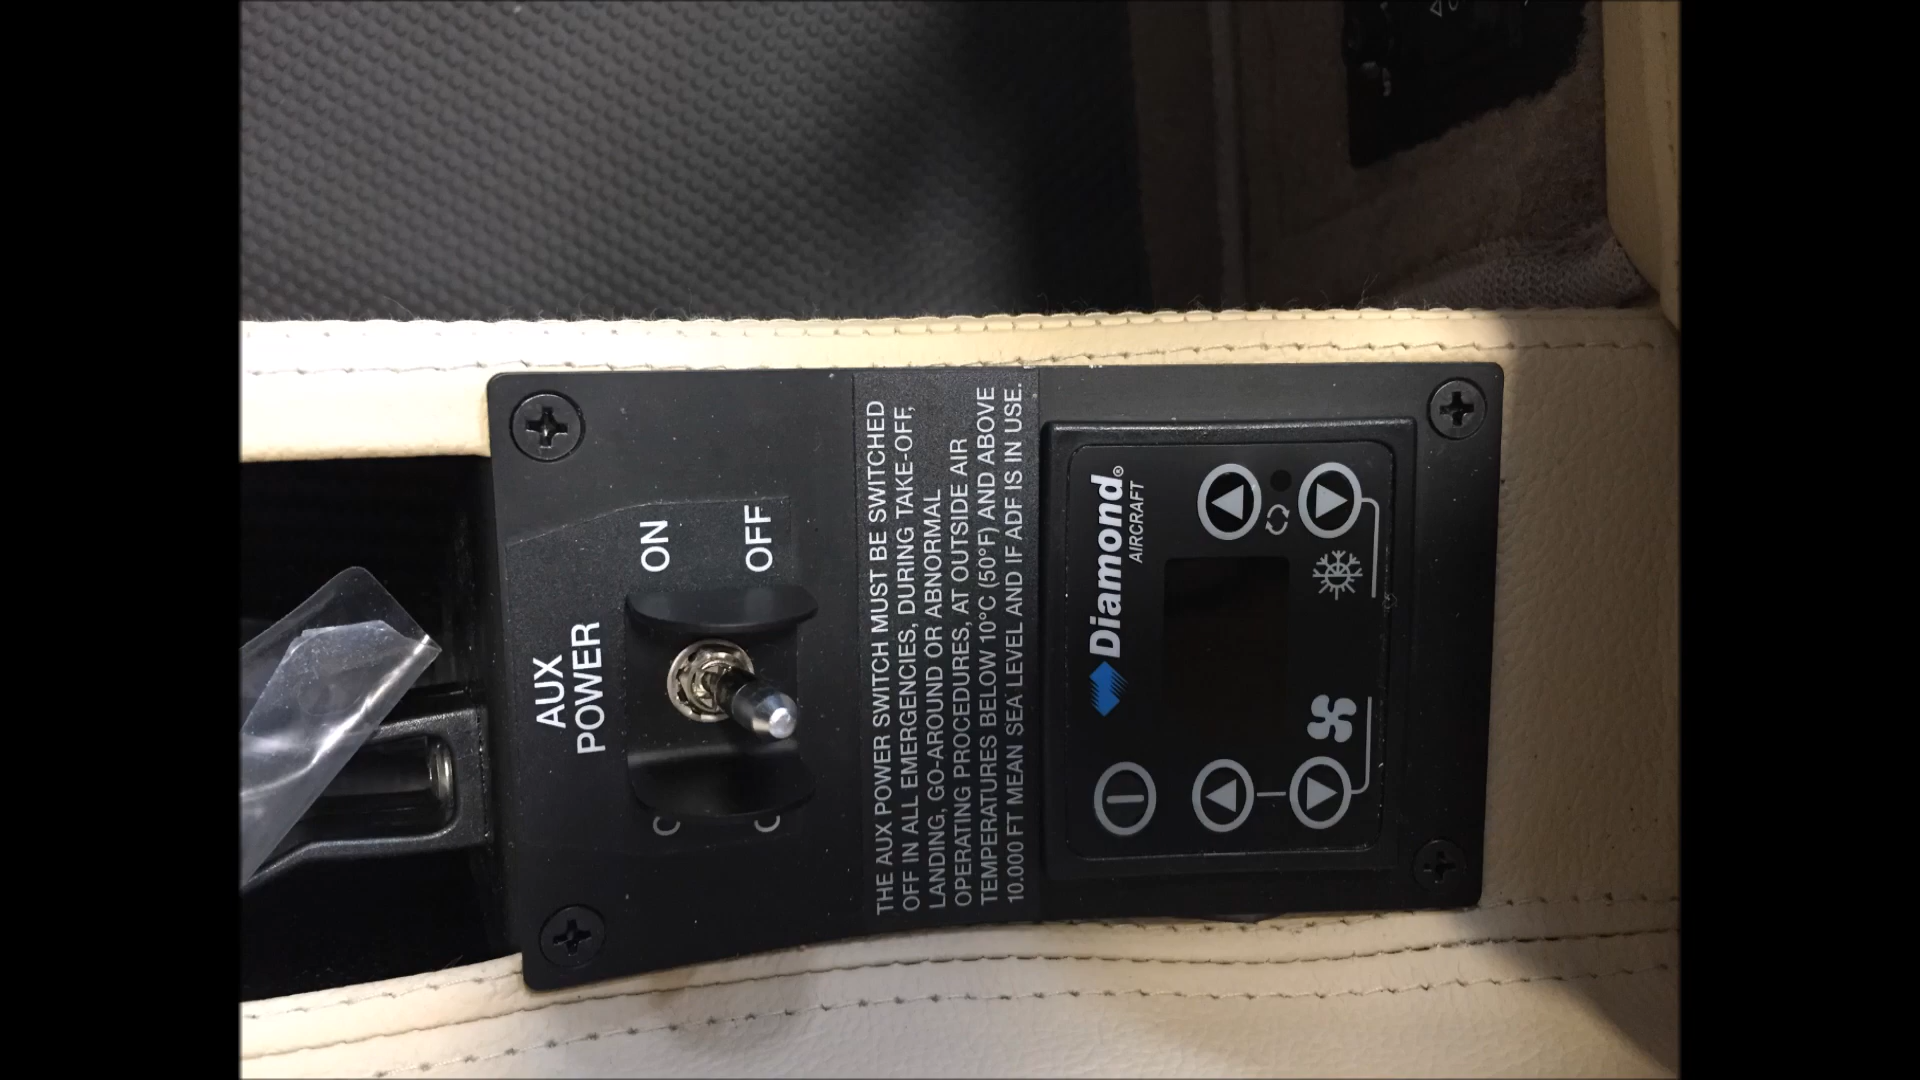 AUX
POWER
ON
OFF
THE AUX POWER SWITCH MUST BE SWITCHED
OFF IN ALL EMERGENCIES, DURING TAKE-OFF,
LANDING, GO-AROUND OR ABNORMAL
OPERATING PROCEDURES, AT OUTSIDE AIR
TEMPERATURES BELOW 10°C (50°F) AND ABOVE
10.000 FT MEAN SEA LEVEL AND IF ADF IS IN USE.
Diamond®
AIRCRAFT